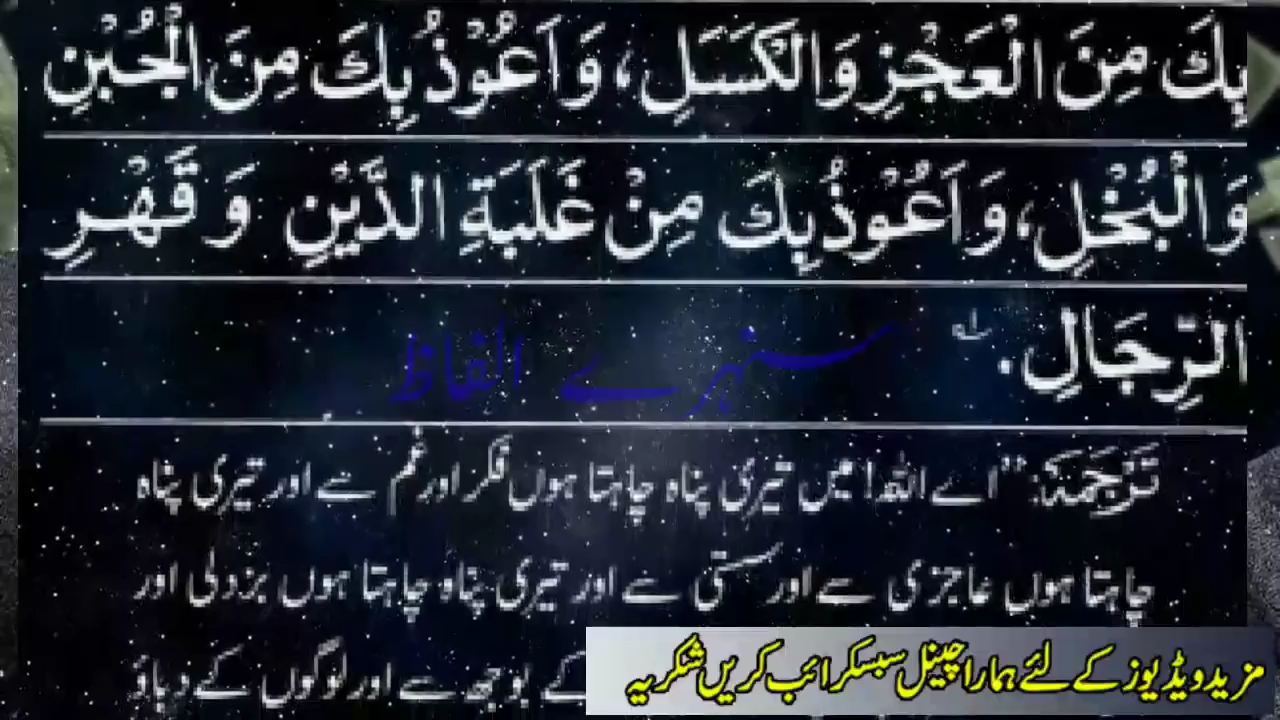 بِكَ مِنَ الْعَجْزِ وَالْكَسَلِ، وَاَعُوْذُ بِكَ مِنَ الْجُبْنِ
وَالْبُخْلِ، وَاَعُوْذُ بِكَ مِنْ غَلَبَةِ الدَّيْنِ وَ قَهْرِ
الرِّجَالِ.
سنہرے الفاظ
تَرجَمَۃ: "اے اللہ! میں تیری پناہ چاہتا ہوں فکر اور غم سے اور تیری پناہ
چاہتا ہوں عاجزی سے اور سستی سے اور تیری پناہ چاہتا ہوں بزدلی اور
کے بوجھ سے اور لوگوں کے دباؤ
مزید ویڈیوز کے لئے ہمارا چینل سبسکرائب کریں شکریہ